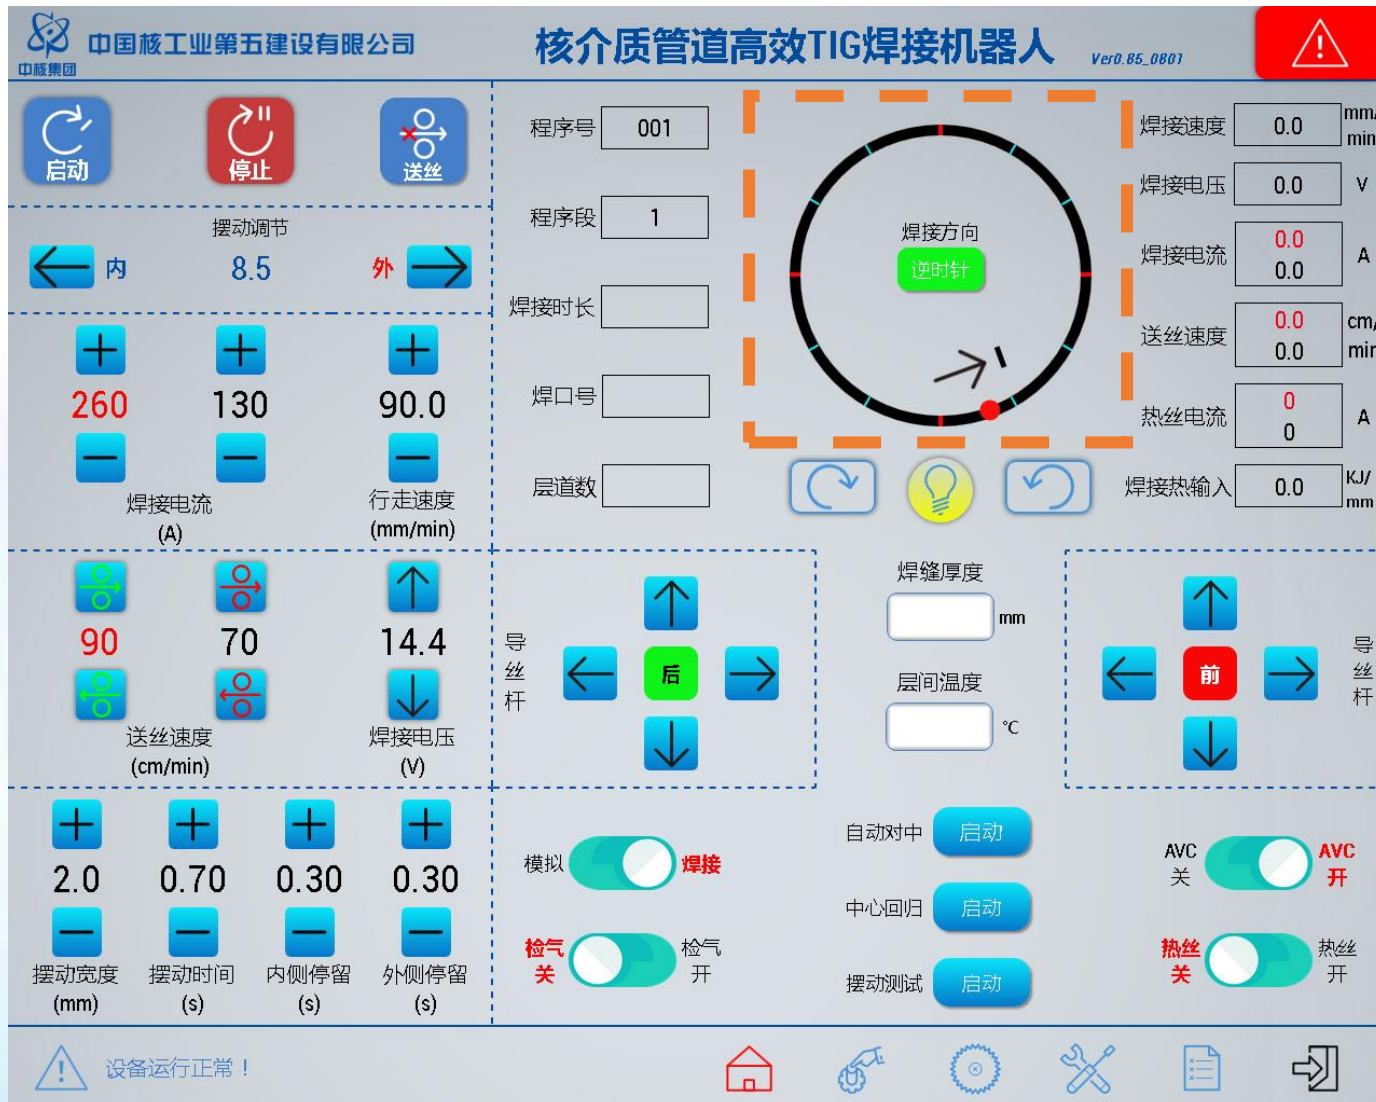 中核集团
中国核工业第五建设有限公司
核介质管道高效TIG焊接机器人
Ver0.85_0801
启动
停止
送丝
摆动调节
内
8.5
外
260
130
90.0
焊接电流
(A)
行走速度
(mm/min)
90
70
14.4
送丝速度
(cm/min)
焊接电压
(V)
2.0
0.70
0.30
0.30
摆动宽度
(mm)
摆动时间
(s)
内侧停留
(s)
外侧停留
(s)
程序号
001
程序段
1
焊接时长
焊口号
层道数
焊接方向
逆时针
焊接速度
0.0
mm/
min
焊接电压
0.0
V
焊接电流
0.0
0.0
A
送丝速度
0.0
0.0
cm/
min
热丝电流
0
0
A
焊接热输入
0.0
KJ/
mm
导丝杆
后
焊缝厚度
mm
层间温度
℃
前
导丝杆
模拟
焊接
检气
关
检气
开
自动对中
启动
中心回归
启动
摆动测试
启动
AVC
关
AVC
开
热丝
关
热丝
开
设备运行正常！